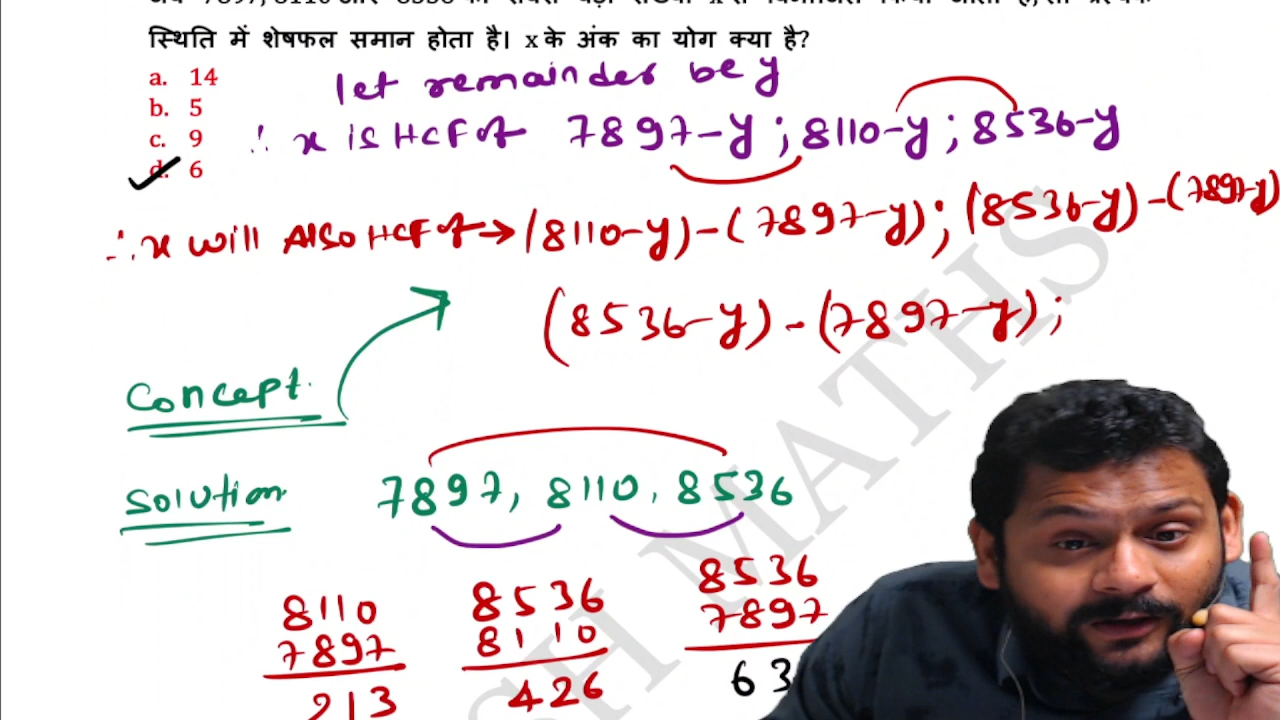 स्थिति में शेषफल समान होता है। x के अंक का योग क्या है?
a. 14
b. 5
c. 9
d. 6
let remainder be y
∴ x is HCF of 7897-y ; 8110-y ; 8536-y
∴ x will Also HCF of → (8110-y)-(7897-y); (8536-y)-(7897-y)
(8536-y)-(7897-y);
Concept
Solution
7897, 8110, 8536
8110 8536 8536
7897 8110 7897
213 426 63
MATHS